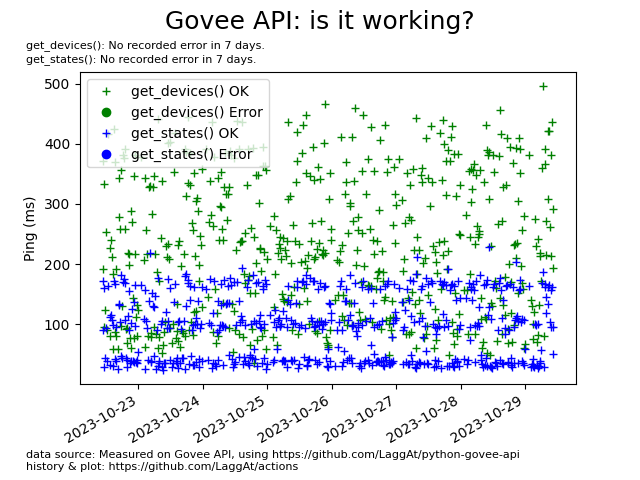 Govee API: is it working?
get_devices(): No recorded error in 7 days.
get_states(): No recorded error in 7 days.
500
400
300
200
100
Ping (ms)
get_devices() OK
get_devices() Error
get_states() OK
get_states() Error
2023-10-23
2023-10-24
2023-10-25
2023-10-26
2023-10-27
2023-10-28
2023-10-29
data source: Measured on Govee API, using https://github.com/LaggAt/python-govee-api
history & plot: https://github.com/LaggAt/actions